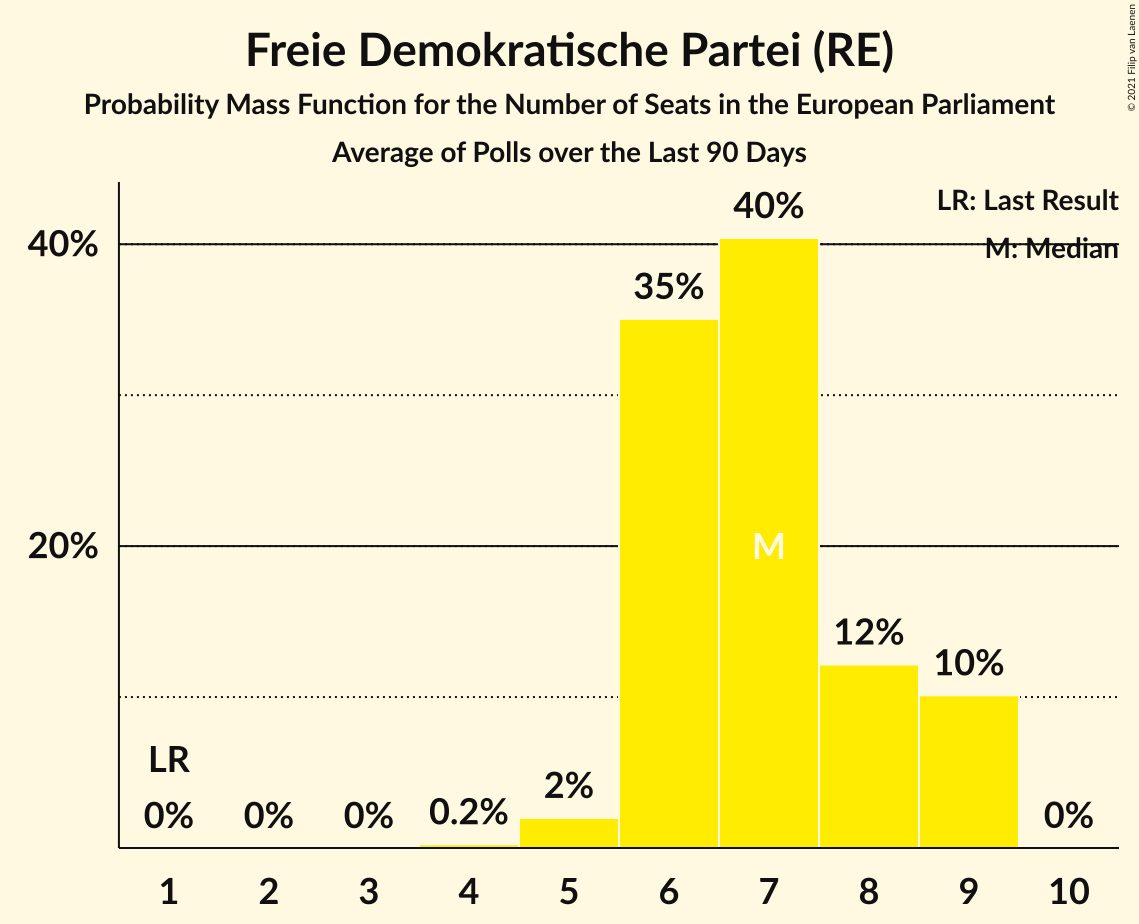 Freie Demokratische Partei (RE)
Probability Mass Function for the Number of Seats in the European Parliament
Average of Polls over the Last 90 Days
© 2021 Filip van Laenen
LR: Last Result
M: Median
40%
20%
LR
0%
0%
0%
0.2%
2%
35%
40%
M
12%
10%
0%
1 2 3 4 5 6 7 8 9 10